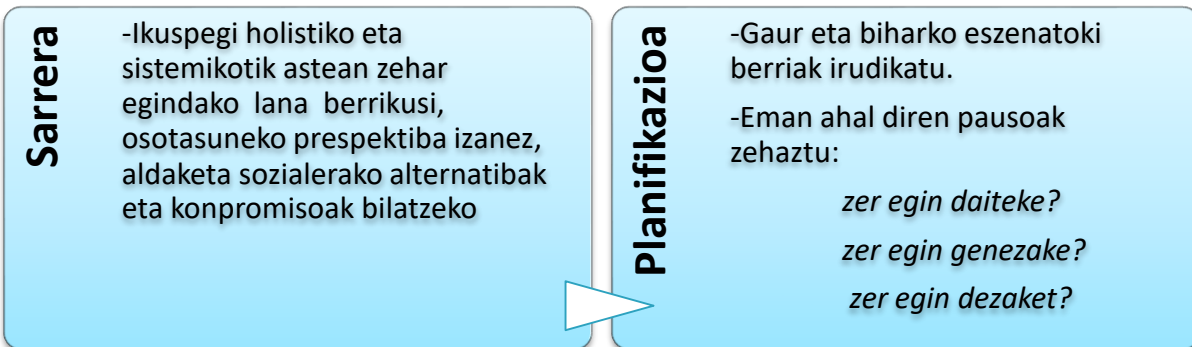 Sarrera
-Ikuspegi holistiko eta
sistemikotik astean zehar
egindako lana berrikusi,
osotasuneko prespektiba izanez,
aldaketa sozialerako alternatibak
eta konpromisoak bilatzeko
Planifikazioa
-Gaur eta biharko eszenatoki
berriak irudikatu.
-Eman ahal diren pausoak
zehaztu:
zer egin daiteke?
zer egin genezake?
zer egin dezaket?